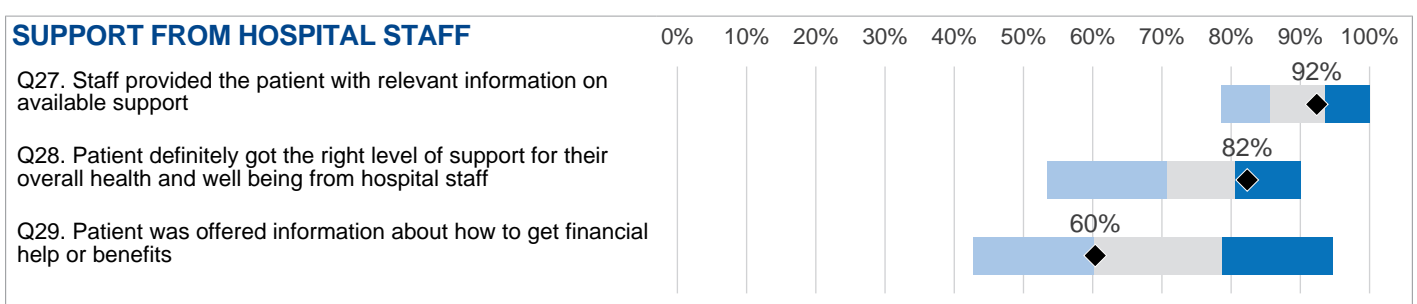 SUPPORT FROM HOSPITAL STAFF 0% 10% 20% 30% 40% 50% 60% 70% 80% 90% 100%
Q27. Staff provided the patient with relevant information on
available support
92%
Q28. Patient definitely got the right level of support for their
overall health and well being from hospital staff
82%
Q29. Patient was offered information about how to get financial
help or benefits
60%